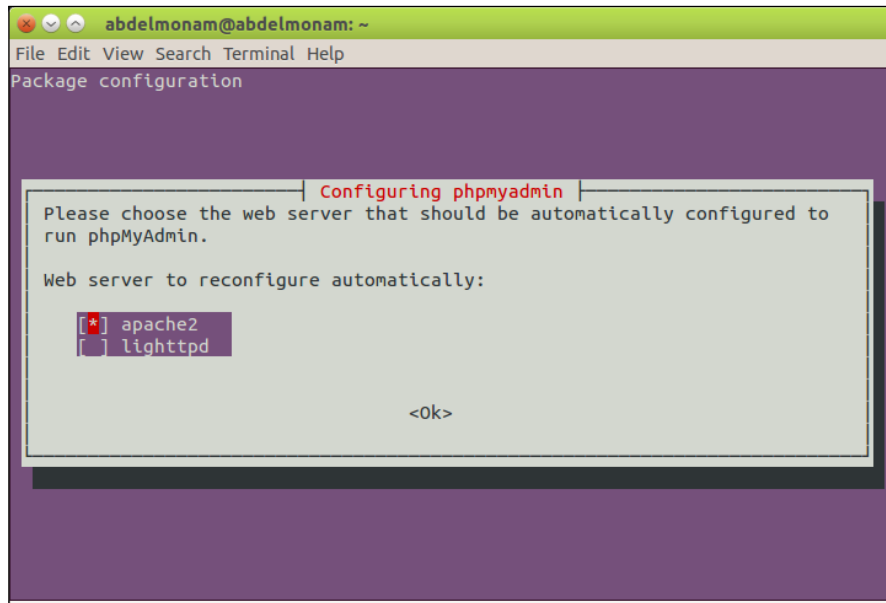 abdelmonam@abdelmonam: ~
File Edit View Search Terminal Help
Package configuration
Configuring phpmyadmin
Please choose the web server that should be automatically configured to
run phpMyAdmin.
Web server to reconfigure automatically:
[*] apache2
[ ] lighttpd
<Ok>